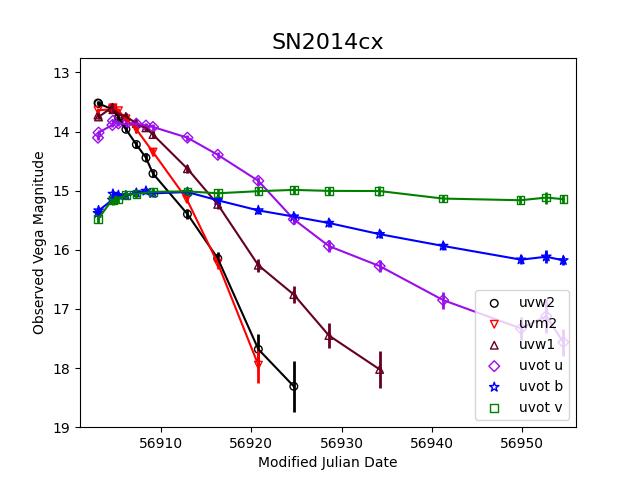 SN2014cx
Observed Vega Magnitude
13
14
15
16
17
18
19
56910
56920
56930
56940
56950
Modified Julian Date
uvw2
uvm2
uvw1
uvot u
uvot b
uvot v